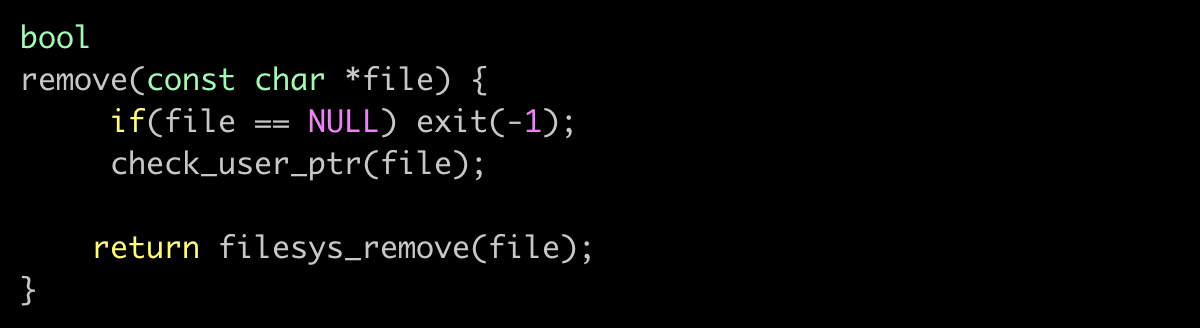 bool
remove(const char *file) {
     if(file == NULL) exit(-1);
     check_user_ptr(file);

    return filesys_remove(file);
}